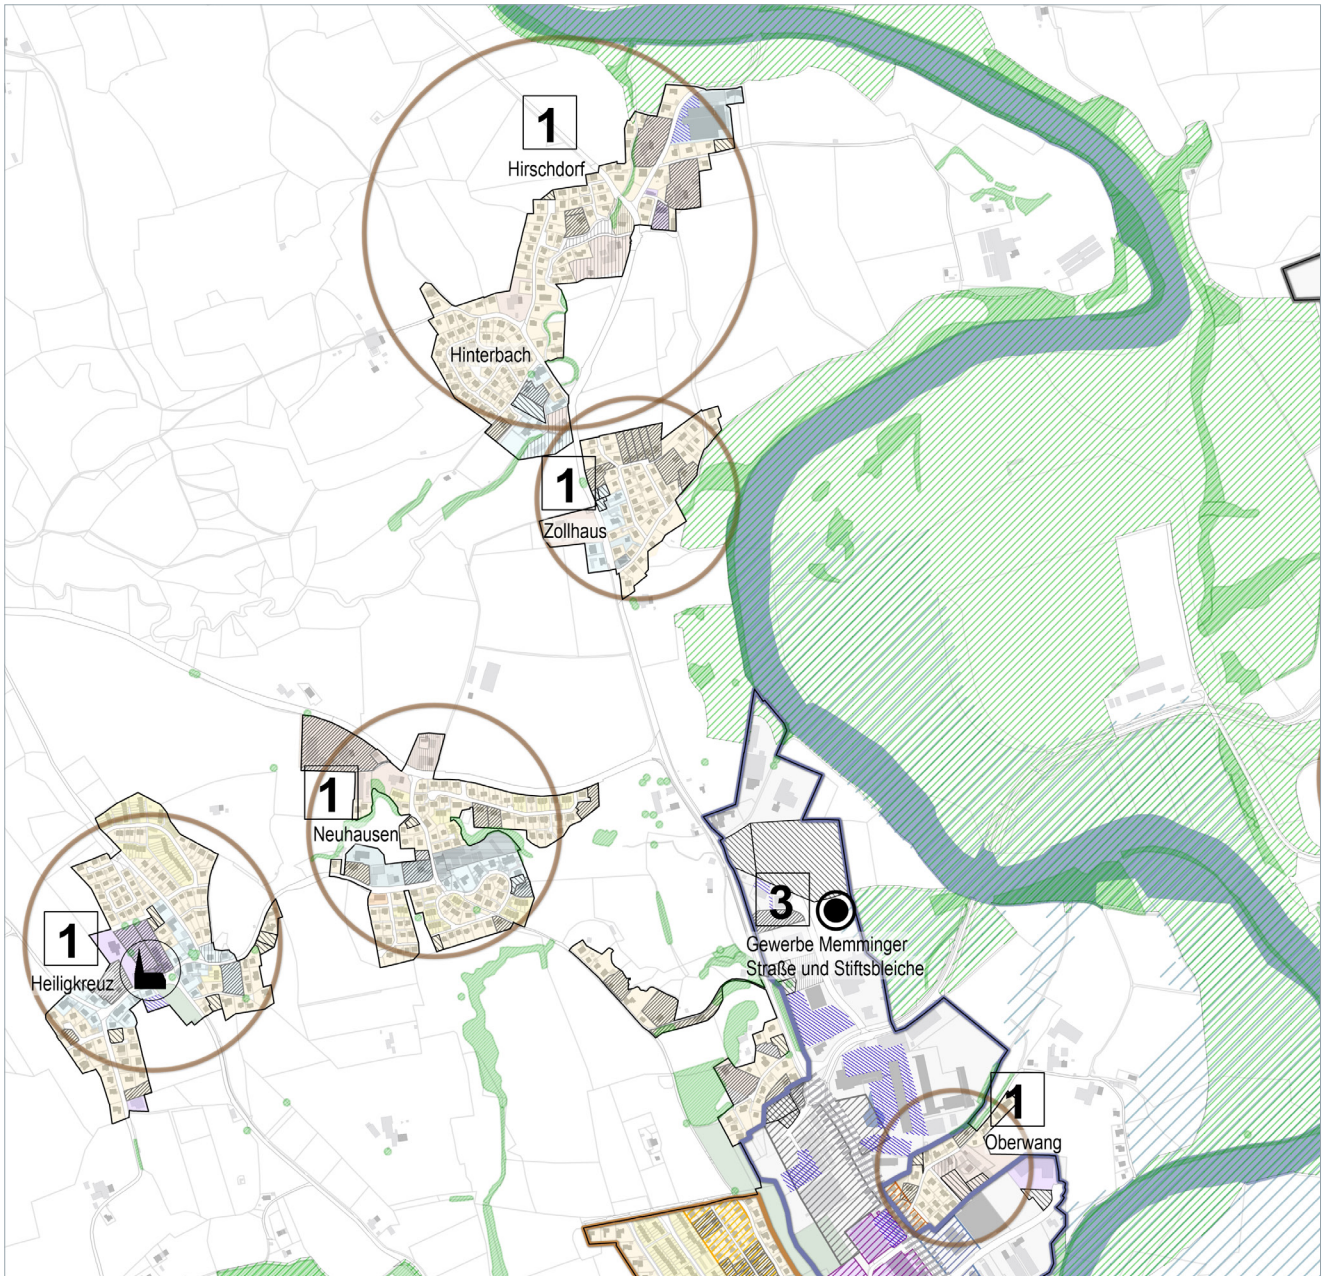 1
Hirschdorf
Hinterbach
1
Zollhaus
1
Neuhausen
1
Heiligkreuz
3
Gewerbe Memminger
Straße und Stiftsbleiche
1
Oberwang